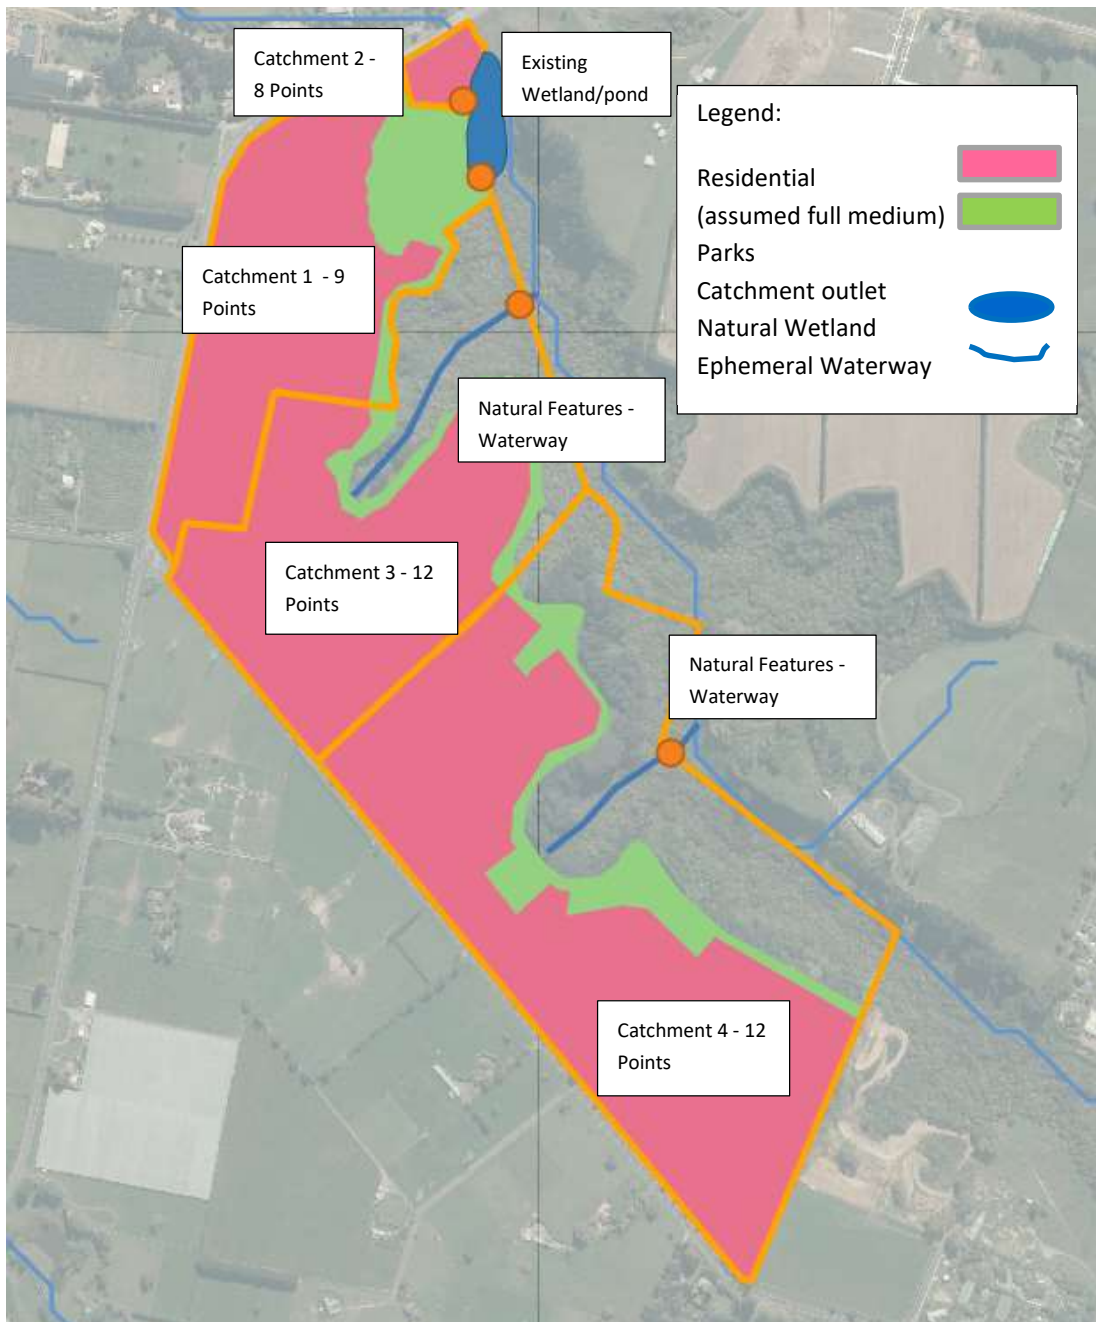 Catchment 2 -
8 Points
Existing
Wetland/pond
Legend:
Residential
(assumed full medium)
Parks
Catchment outlet
Natural Wetland
Ephemeral Waterway
Catchment 1 - 9
Points
Natural Features -
Waterway
Catchment 3 - 12
Points
Natural Features -
Waterway
Catchment 4 - 12
Points